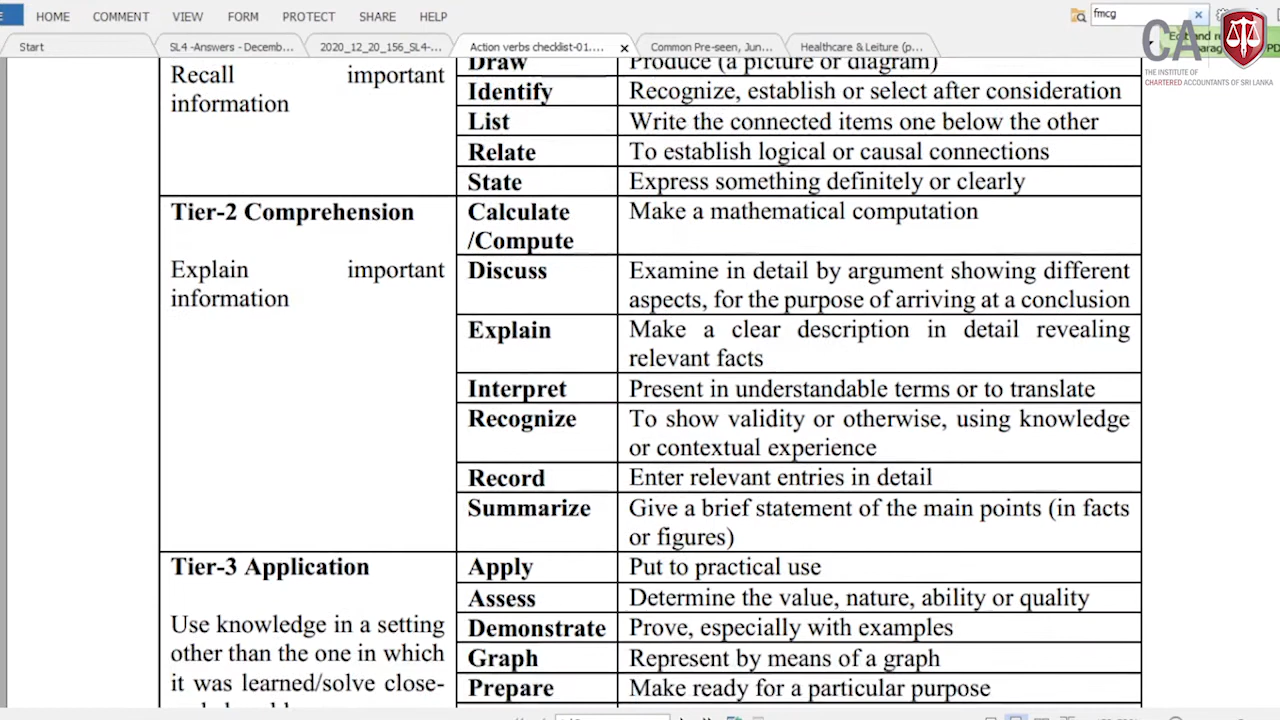 HOME COMMENT VIEW FORM PROTECT SHARE HELP
fmcg
Start
SL4 -Answers - Decemb...
2020_12_20_156_SL4-...
Action verbs checklist-01....
Common Pre-seen, Jun...
Healthcare & Leiture (p...
CA
THE INSTITUTE OF
CHARTERED ACCOUNTANTS OF SRI LANKA
Recall important
information
Draw Produce (a picture or diagram)
Identify Recognize, establish or select after consideration
List Write the connected items one below the other
Relate To establish logical or causal connections
State Express something definitely or clearly
Tier-2 Comprehension
Explain important
information
Calculate Make a mathematical computation
/Compute
Discuss Examine in detail by argument showing different
aspects, for the purpose of arriving at a conclusion
Explain Make a clear description in detail revealing
relevant facts
Interpret Present in understandable terms or to translate
Recognize To show validity or otherwise, using knowledge
or contextual experience
Record Enter relevant entries in detail
Summarize Give a brief statement of the main points (in facts
or figures)
Tier-3 Application
Use knowledge in a setting
other than the one in which
it was learned/solve close-
Apply Put to practical use
Assess Determine the value, nature, ability or quality
Demonstrate Prove, especially with examples
Graph Represent by means of a graph
Prepare Make ready for a particular purpose